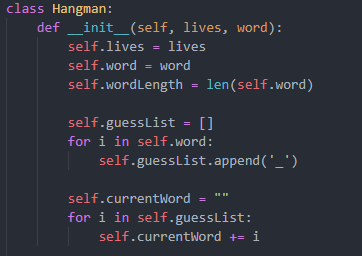 class Hangman:
    def __init__(self, lives, word):
        self.lives = lives
        self.word = word
        self.wordLength = len(self.word)

        self.guessList = []
        for i in self.word:
            self.guessList.append('_')

        self.currentWord = ""
        for i in self.guessList:
            self.currentWord += i